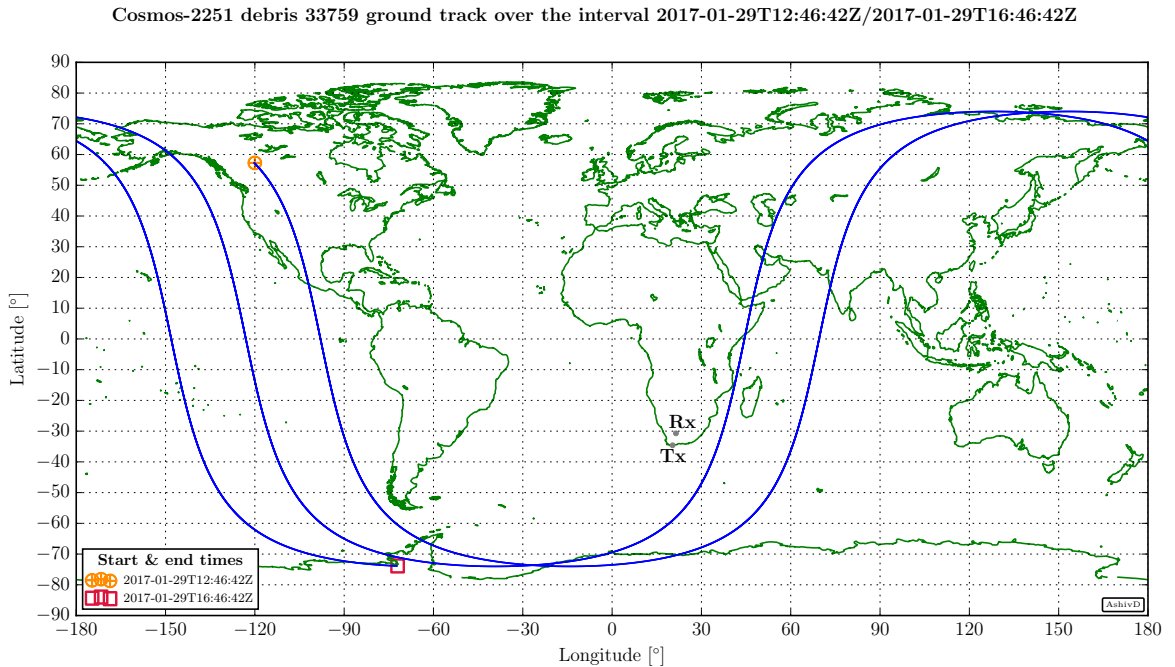 Cosmos-2251 debris 33759 ground track over the interval 2017-01-29T12:46:42Z/2017-01-29T16:46:42Z
90
80
70
60
50
40
30
20
10
0
−10
−20
−30
−40
−50
−60
−70
−80
−90
Latitude [°]
Rx
Tx
Start & end times
2017-01-29T12:46:42Z
2017-01-29T16:46:42Z
AshivD
−180 −150 −120 −90 −60 −30 0 30 60 90 120 150 180
Longitude [°]